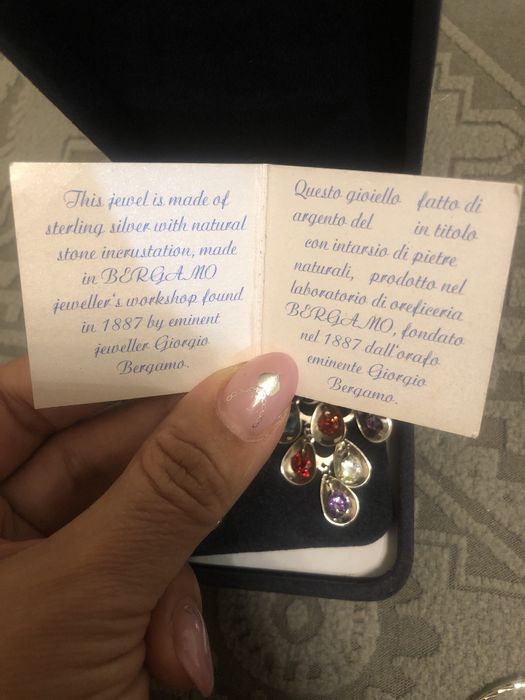 This jewel is made of
sterling silver with natural
stone incrustation, made
in BERGAMO
jeweller's workshop found
in 1887 by eminent
jeweller Giorgio
Bergamo.
Questo gioiello fatto di
argento del in titolo
con intarsio di pietre
naturali, prodotto nel
laboratorio di oreficeria
BERGAMO, fondato
nel 1887 dall'orafo
eminente Giorgio
Bergamo.